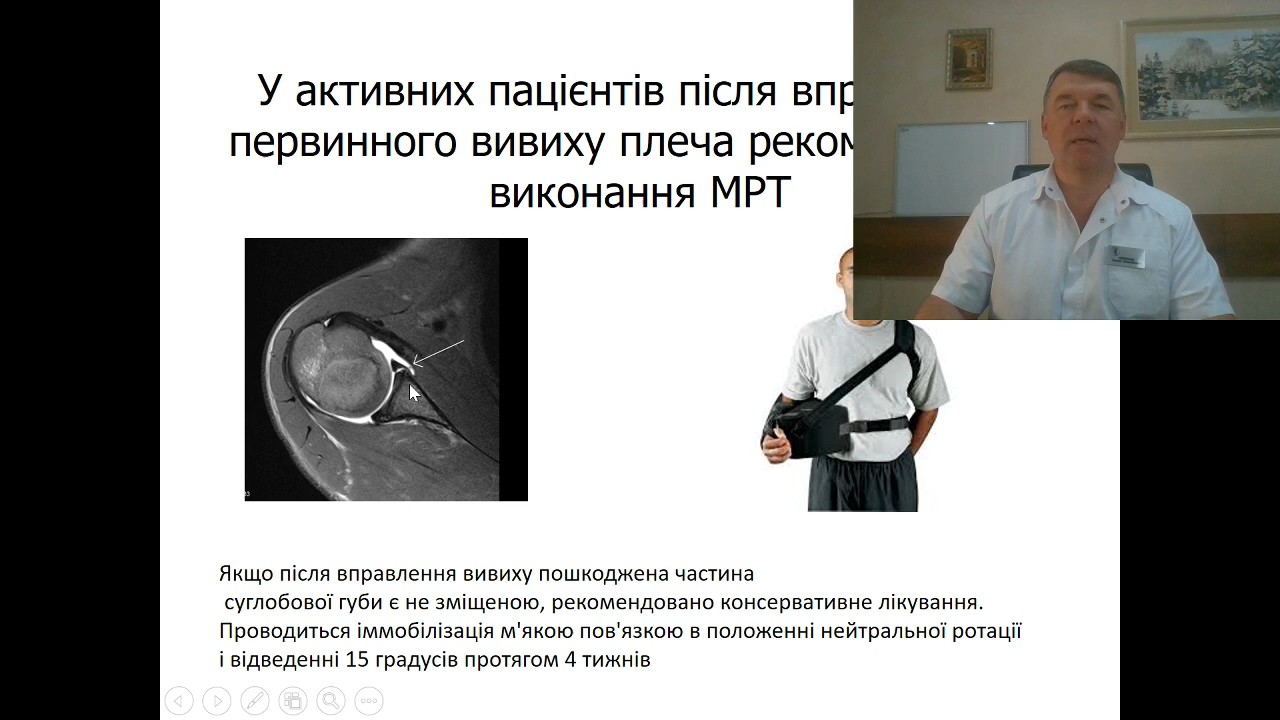 У активних пацієнтів після впр
первинного вивиху плеча реком
виконання МРТ
Якщо після вправлення вивиху пошкоджена частина
суглобової губи є не зміщеною, рекомендовано консервативне лікування.
Проводиться іммобілізація м'якою пов'язкою в положенні нейтральної ротації
і відведенні 15 градусів протягом 4 тижнів